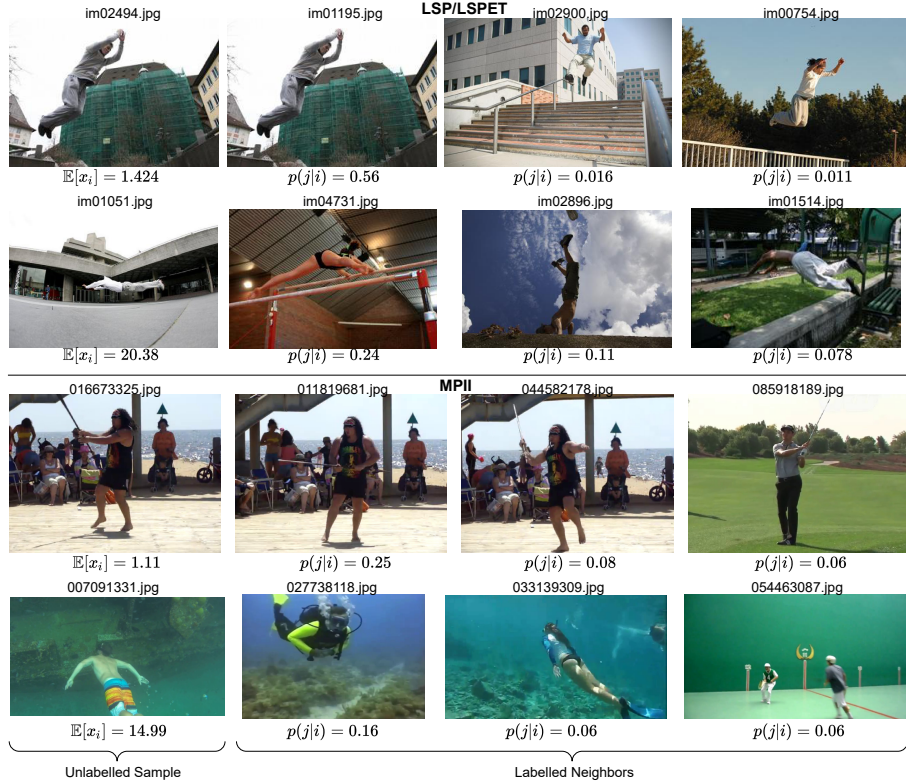 LSP/LSPET
im02494.jpg im01195.jpg im02900.jpg im00754.jpg
𝔼[x_i] = 1.424 p(j|i) = 0.56 p(j|i) = 0.016 p(j|i) = 0.011
im01051.jpg im04731.jpg im02896.jpg im01514.jpg
𝔼[x_i] = 20.38 p(j|i) = 0.24 p(j|i) = 0.11 p(j|i) = 0.078
MPII
016673325.jpg 011819681.jpg 044582178.jpg 085918189.jpg
𝔼[x_i] = 1.11 p(j|i) = 0.25 p(j|i) = 0.08 p(j|i) = 0.06
007091331.jpg 027738118.jpg 033139309.jpg 054463087.jpg
𝔼[x_i] = 14.99 p(j|i) = 0.16 p(j|i) = 0.06 p(j|i) = 0.06
Unlabelled Sample Labelled Neighbors